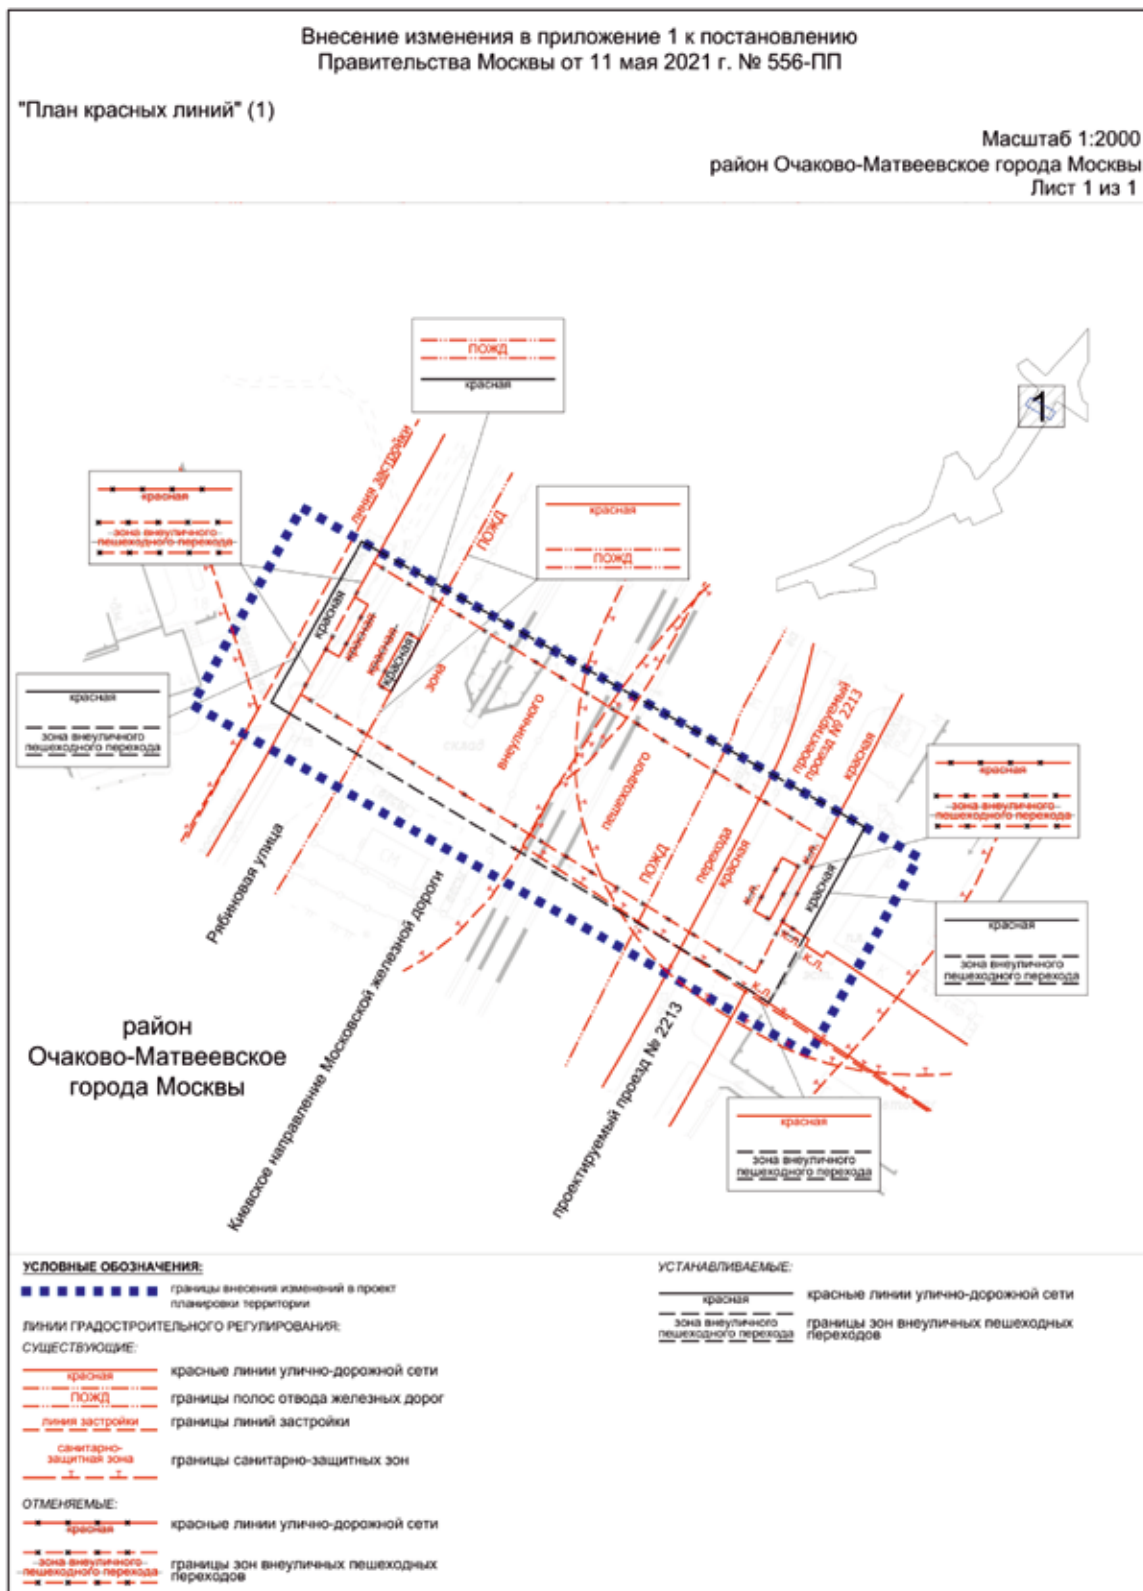 Внесение изменения в приложение 1 к постановлению
Правительства Москвы от 11 мая 2021 г. № 556-ПП
"План красных линий" (1)
Масштаб 1:2000
район Очаково-Матвеевское города Москвы
Лист 1 из 1
ПОЖД
красная
1
линия застройки
красная
зона внеуличного
пешеходного перехода
ПОЖД
красная
ПОЖД
красная
красная
красная
красная
зона
внеуличного
пешеходного
перехода
красная
зона внеуличного
пешеходного перехода
проектируемый
проезд № 2213
красная
красная
зона внеуличного
пешеходного перехода
ПОЖД
красная
к.л.
к.л.
красная
к.л.
к.л.
к.л.
красная
зона внеуличного
пешеходного перехода
Рябиновая улица
Киевское направление Московской железной дороги
проектируемый проезд № 2213
район
Очаково-Матвеевское
города Москвы
красная
зона внеуличного
пешеходного перехода
УСЛОВНЫЕ ОБОЗНАЧЕНИЯ:
границы внесения изменений в проект
планировки территории
ЛИНИИ ГРАДОСТРОИТЕЛЬНОГО РЕГУЛИРОВАНИЯ:
СУЩЕСТВУЮЩИЕ:
красная
красные линии улично-дорожной сети
ПОЖД
границы полос отвода железных дорог
линия застройки
границы линий застройки
санитарно-
защитная зона
границы санитарно-защитных зон
ОТМЕНЯЕМЫЕ:
красная
красные линии улично-дорожной сети
зона внеуличного
пешеходного перехода
границы зон внеуличных пешеходных
переходов
УСТАНАВЛИВАЕМЫЕ:
красная
красные линии улично-дорожной сети
зона внеуличного
пешеходного перехода
границы зон внеуличных пешеходных
переходов